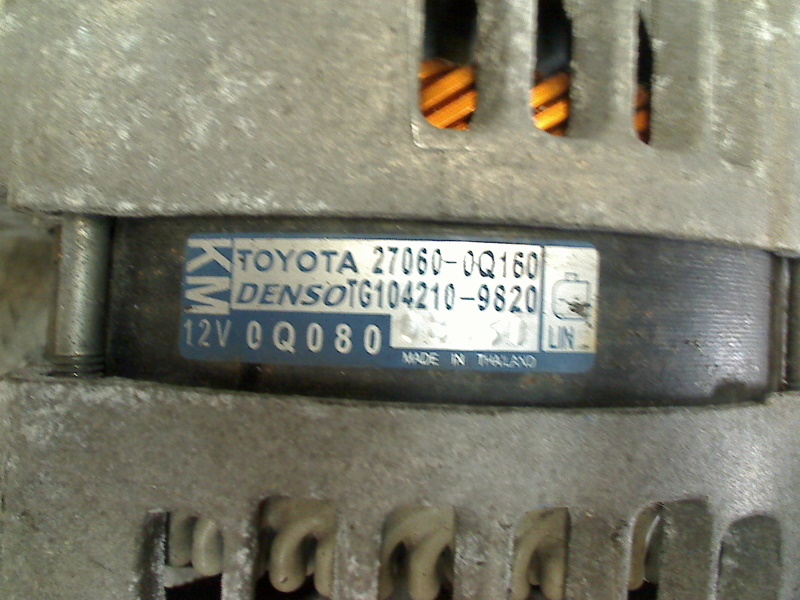 KM
TOYOTA 27060-0Q160
DENSO TG104210-9820
12V 0Q080
LIN
MADE IN THAILAND